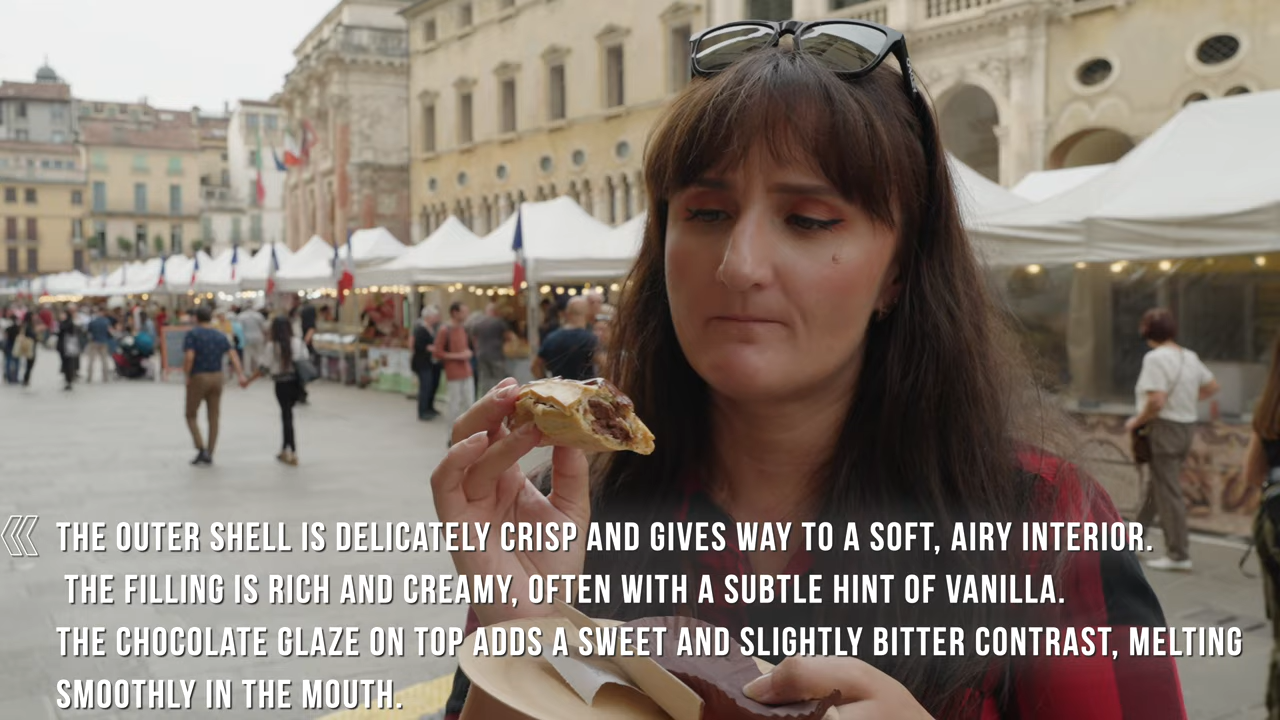 THE OUTER SHELL IS DELICATELY CRISP AND GIVES WAY TO A SOFT, AIRY INTERIOR.
THE FILLING IS RICH AND CREAMY, OFTEN WITH A SUBTLE HINT OF VANILLA.
THE CHOCOLATE GLAZE ON TOP ADDS A SWEET AND SLIGHTLY BITTER CONTRAST, MELTING
SMOOTHLY IN THE MOUTH.